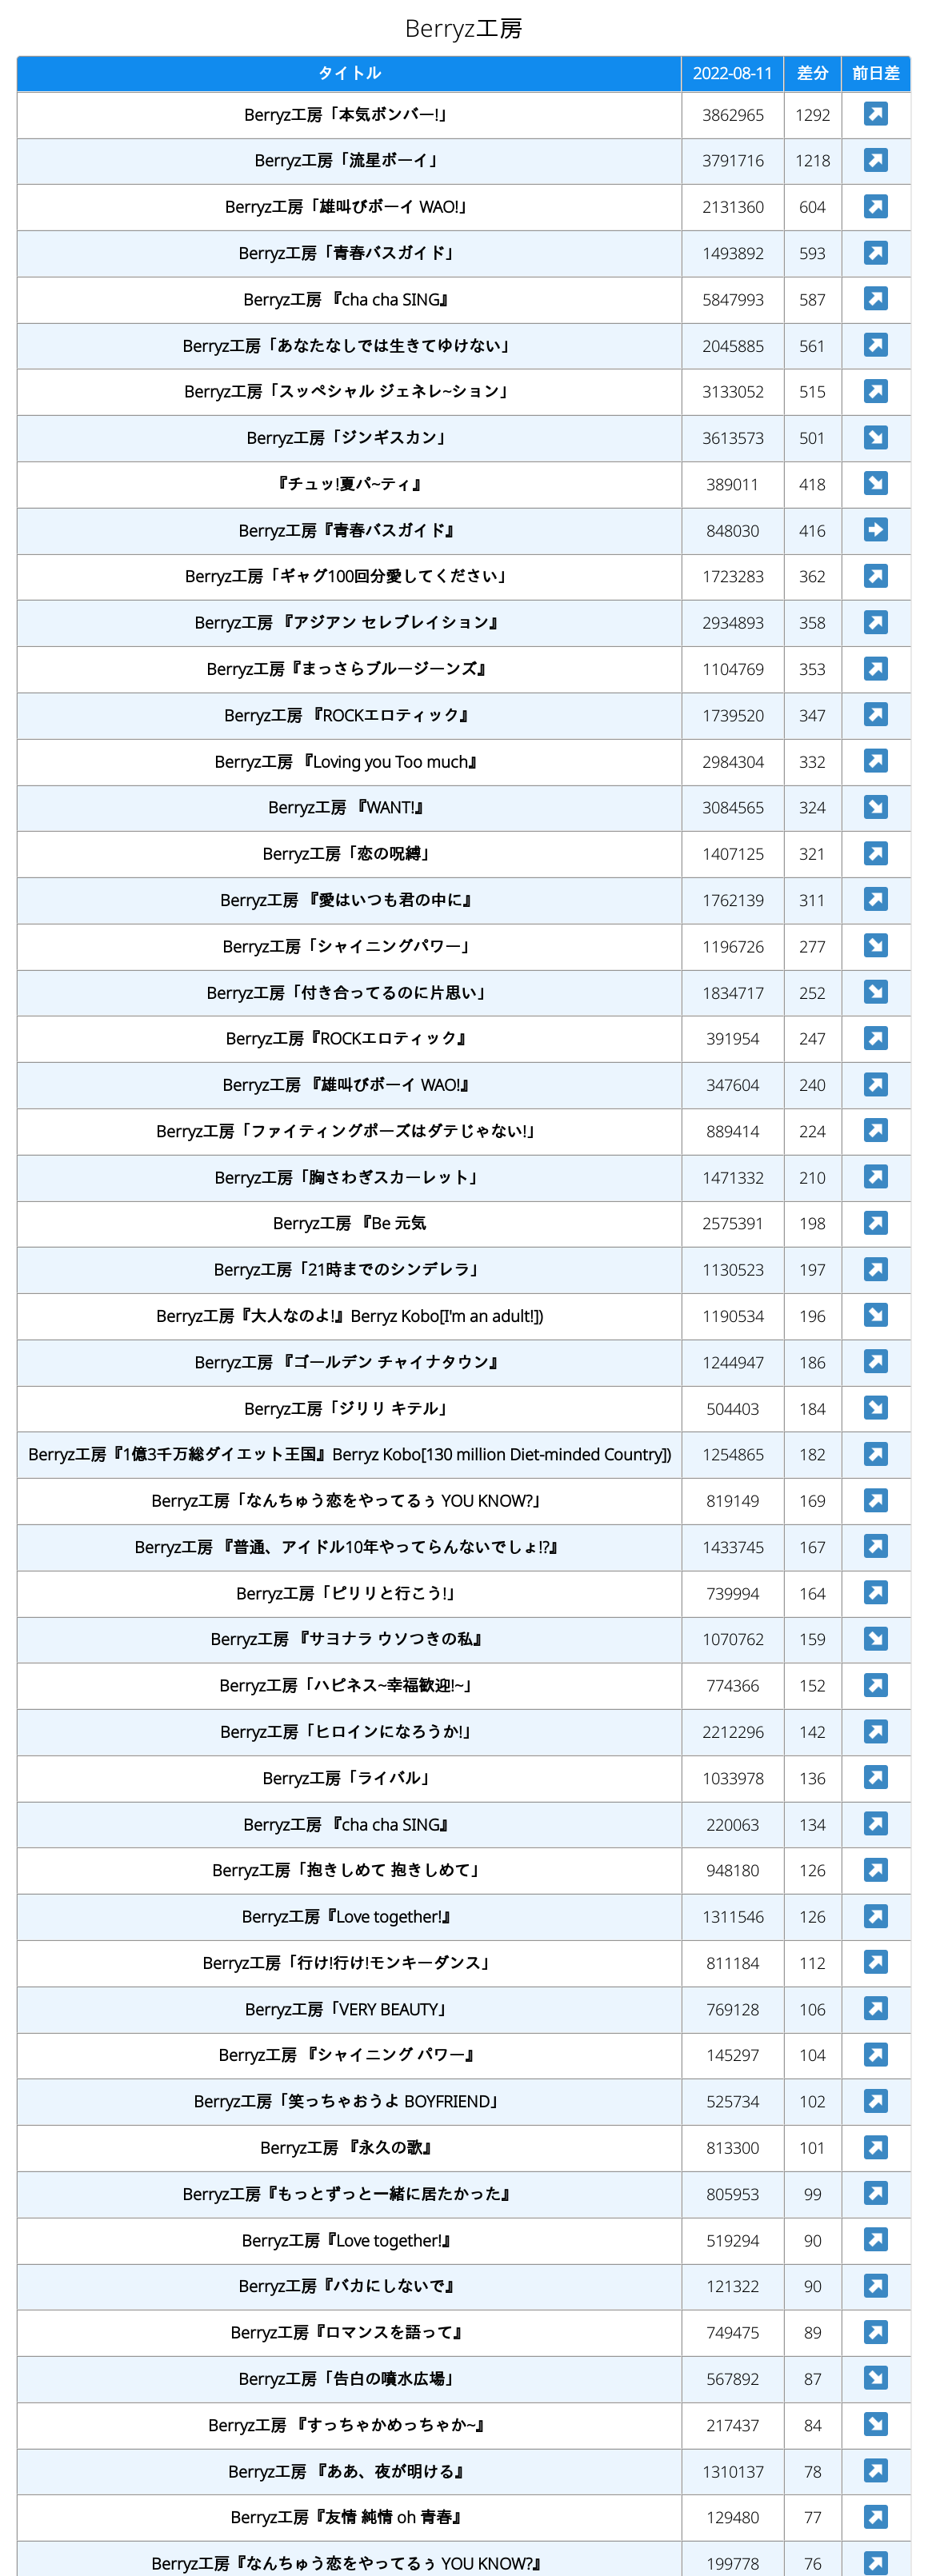 Berryz工房
タイトル 2022-08-11 差分 前日差
Berryz工房「本気ボンバー!」 3862965 1292 ↗
Berryz工房「流星ボーイ」 3791716 1218 ↗
Berryz工房「雄叫びボーイ WAO!」 2131360 604 ↗
Berryz工房「青春バスガイド」 1493892 593 ↗
Berryz工房 『cha cha SING』 5847993 587 ↗
Berryz工房「あなたなしでは生きてゆけない」 2045885 561 ↗
Berryz工房「スッペシャル ジェネレ~ション」 3133052 515 ↗
Berryz工房「ジンギスカン」 3613573 501 ↘
『チュッ!夏パ~ティ』 389011 418 ↘
Berryz工房『青春バスガイド』 848030 416 ➡
Berryz工房「ギャグ100回分愛してください」 1723283 362 ↗
Berryz工房 『アジアン セレブレイション』 2934893 358 ↗
Berryz工房『まっさらブルージーンズ』 1104769 353 ↗
Berryz工房 『ROCKエロティック』 1739520 347 ↗
Berryz工房 『Loving you Too much』 2984304 332 ↗
Berryz工房 『WANT!』 3084565 324 ↘
Berryz工房「恋の呪縛」 1407125 321 ↗
Berryz工房 『愛はいつも君の中に』 1762139 311 ↗
Berryz工房「シャイニングパワー」 1196726 277 ↘
Berryz工房「付き合ってるのに片思い」 1834717 252 ↘
Berryz工房『ROCKエロティック』 391954 247 ↗
Berryz工房 『雄叫びボーイ WAO!』 347604 240 ↗
Berryz工房「ファイティングポーズはダテじゃない!」 889414 224 ↗
Berryz工房「胸さわぎスカーレット」 1471332 210 ↗
Berryz工房 『Be 元気 2575391 198 ↗
Berryz工房「21時までのシンデレラ」 1130523 197 ↗
Berryz工房『大人なのよ!』Berryz Kobo[I'm an adult!]) 1190534 196 ↘
Berryz工房 『ゴールデン チャイナタウン』 1244947 186 ↗
Berryz工房「ジリリ キテル」 504403 184 ↘
Berryz工房『1億3千万総ダイエット王国』Berryz Kobo[130 million Diet-minded Country]) 1254865 182 ↗
Berryz工房「なんちゅう恋をやってるぅ YOU KNOW?」 819149 169 ↗
Berryz工房 『普通、アイドル10年やってらんないでしょ!?』 1433745 167 ↗
Berryz工房「ピリリと行こう!」 739994 164 ↗
Berryz工房 『サヨナラ ウソつきの私』 1070762 159 ↘
Berryz工房「ハピネス~幸福歓迎!~」 774366 152 ↗
Berryz工房「ヒロインになろうか!」 2212296 142 ↗
Berryz工房「ライバル」 1033978 136 ↗
Berryz工房 『cha cha SING』 220063 134 ↗
Berryz工房「抱きしめて 抱きしめて」 948180 126 ↗
Berryz工房『Love together!』 1311546 126 ↗
Berryz工房「行け!行け!モンキーダンス」 811184 112 ↗
Berryz工房「VERY BEAUTY」 769128 106 ↗
Berryz工房 『シャイニング パワー』 145297 104 ↗
Berryz工房「笑っちゃおうよ BOYFRIEND」 525734 102 ↗
Berryz工房 『永久の歌』 813300 101 ↗
Berryz工房『もっとずっと一緒に居たかった』 805953 99 ↗
Berryz工房『Love together!』 519294 90 ↗
Berryz工房『バカにしないで』 121322 90 ↗
Berryz工房『ロマンスを語って』 749475 89 ↗
Berryz工房「告白の噴水広場」 567892 87 ↘
Berryz工房 『すっちゃかめっちゃか~』 217437 84 ↘
Berryz工房 『ああ、夜が明ける』 1310137 78 ↗
Berryz工房『友情 純情 oh 青春』 129480 77 ↗
Berryz工房『なんちゅう恋をやってるぅ YOU KNOW?』 199778 76 ↗